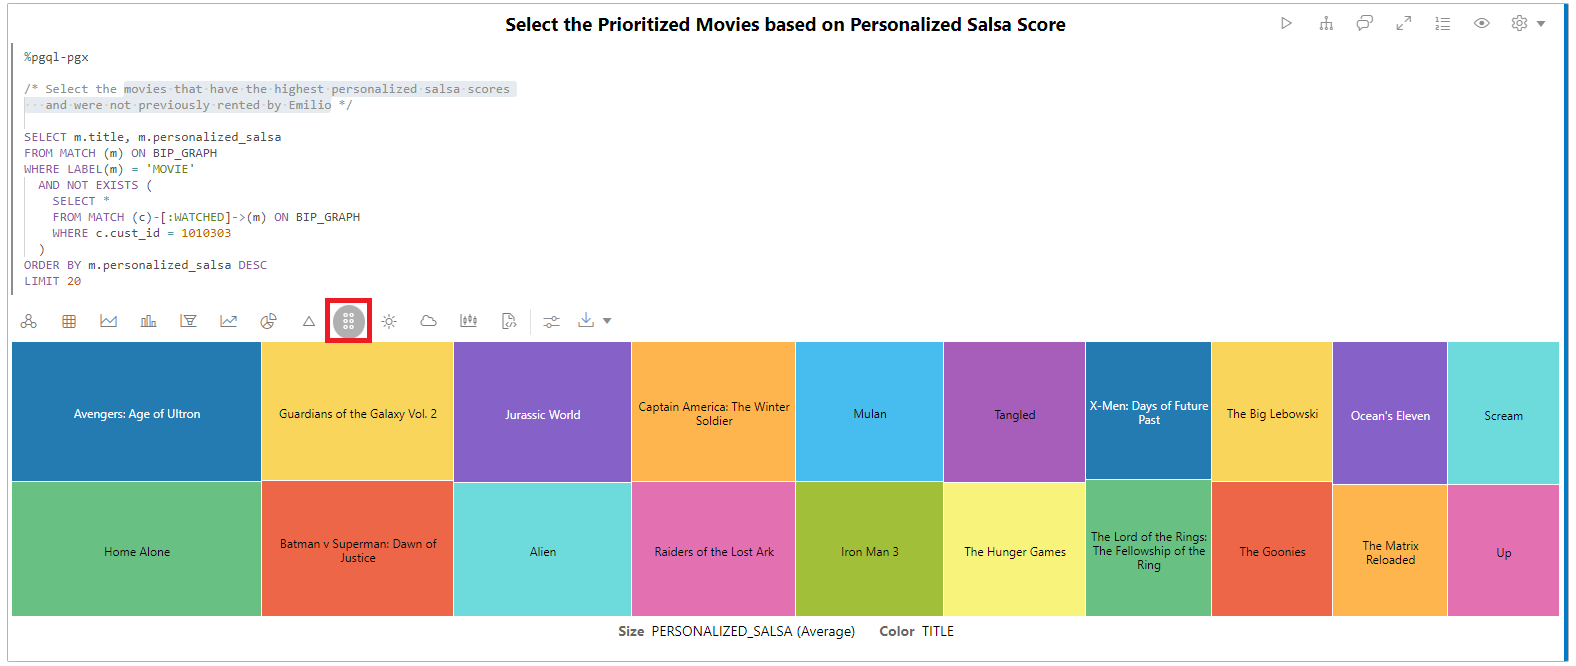 Select the Prioritized Movies based on Personalized Salsa Score
%pgql-pgx
/* Select the movies that have the highest personalized salsa scores
and were not previously rented by Emilio */
SELECT m.title, m.personalized_salsa
FROM MATCH (m) ON BIP_GRAPH
WHERE LABEL(m) = 'MOVIE'
AND NOT EXISTS (
SELECT *
FROM MATCH (c)-[:WATCHED]->(m) ON BIP_GRAPH
WHERE c.cust_id = 1010303
)
ORDER BY m.personalized_salsa DESC
LIMIT 20
Avengers: Age of Ultron
Guardians of the Galaxy Vol. 2
Jurassic World
Captain America: The Winter
Soldier
Mulan
Tangled
X-Men: Days of Future
Past
The Big Lebowski
Ocean's Eleven
Scream
Home Alone
Batman v Superman: Dawn of
Justice
Alien
Raiders of the Lost Ark
Iron Man 3
The Hunger Games
The Lord of the Rings:
The Fellowship of the
Ring
The Goonies
The Matrix
Reloaded
Up
Size PERSONALIZED_SALSA (Average) Color TITLE